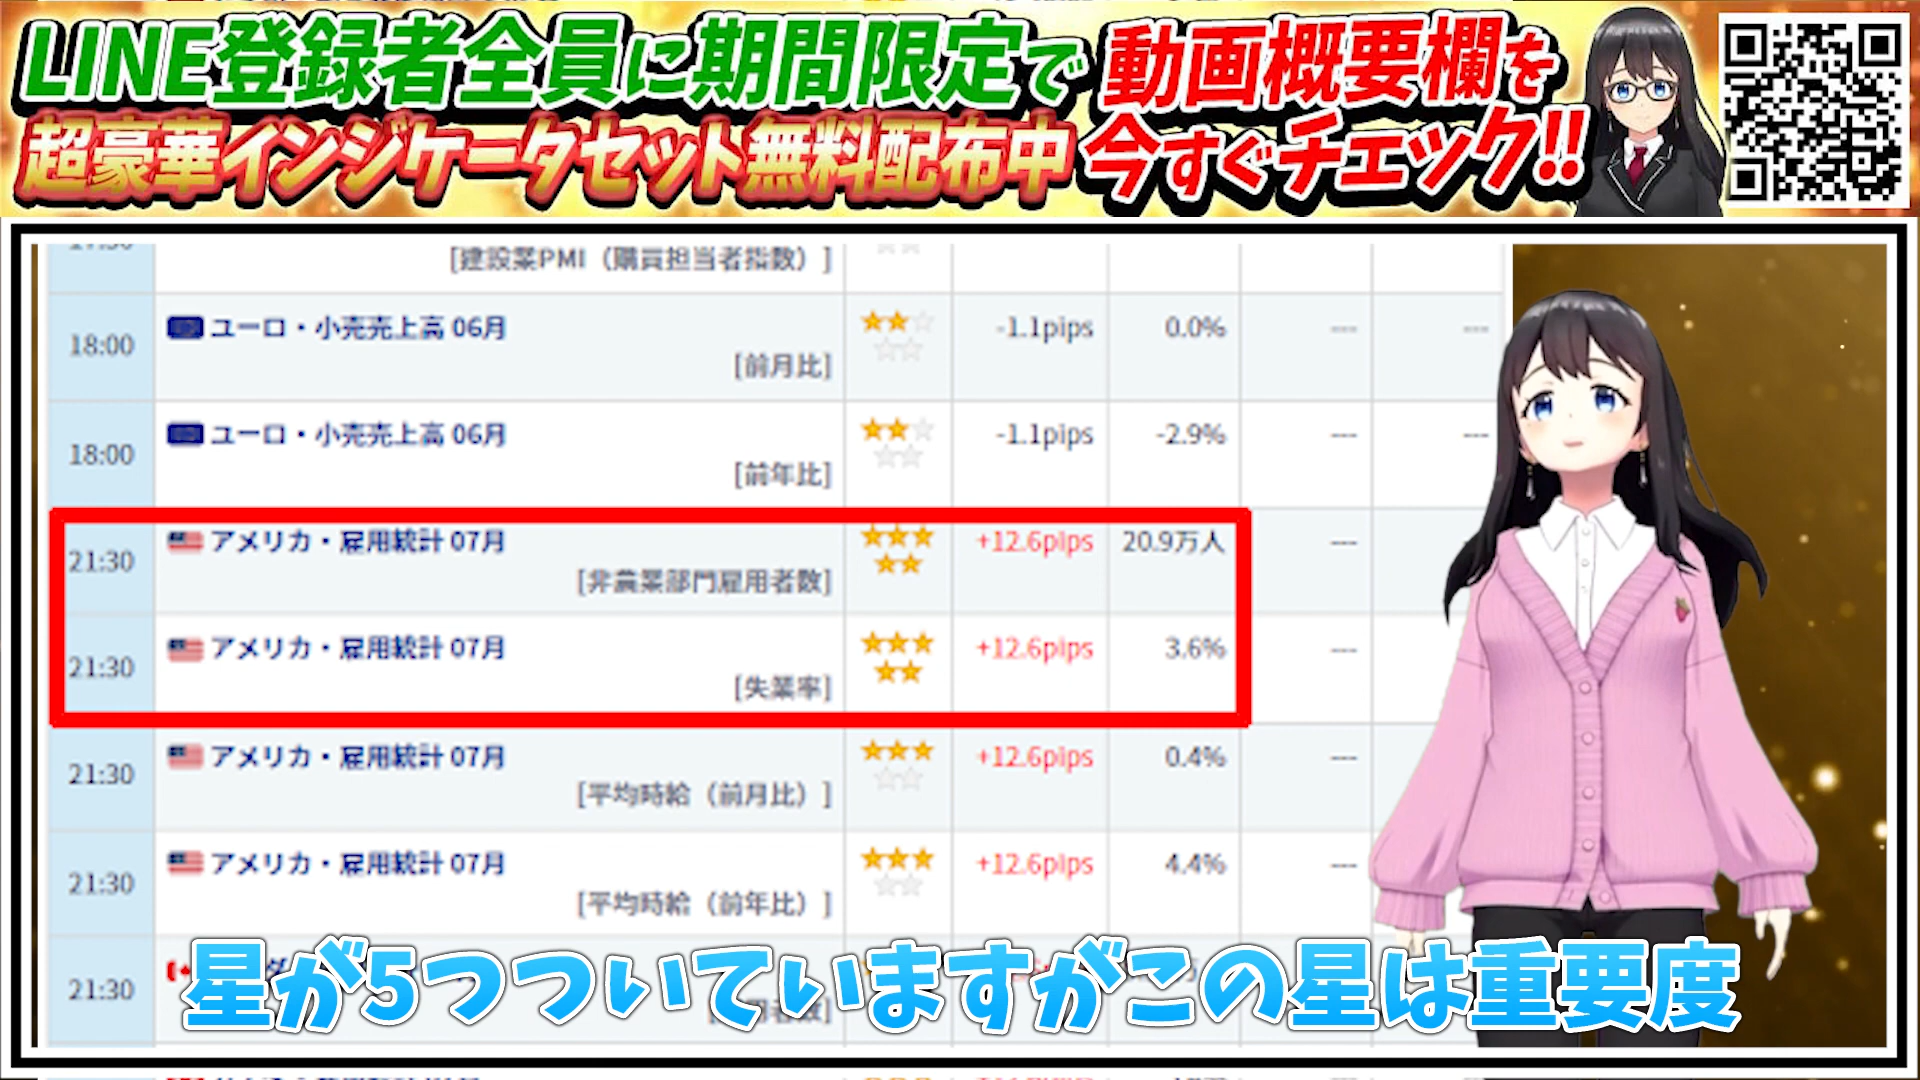 LINE登録者全員に期間限定で
超豪華インジケータセット無料配布中
動画概要欄を
今すぐチェック!!
[建設業PMI（購買担当者指数）]
18:00 ユーロ・小売売上高 06月 -1.1pips 0.0% --- ---
[前月比]
18:00 ユーロ・小売売上高 06月 -1.1pips -2.9% --- ---
[前年比]
21:30 アメリカ・雇用統計 07月 +12.6pips 20.9万人 ---
[非農業部門雇用者数]
21:30 アメリカ・雇用統計 07月 +12.6pips 3.6% ---
[失業率]
21:30 アメリカ・雇用統計 07月 +12.6pips 0.4% ---
[平均時給（前月比）]
21:30 アメリカ・雇用統計 07月 +12.6pips 4.4% ---
[平均時給（前年比）]
21:30
星が5つついていますがこの星は重要度